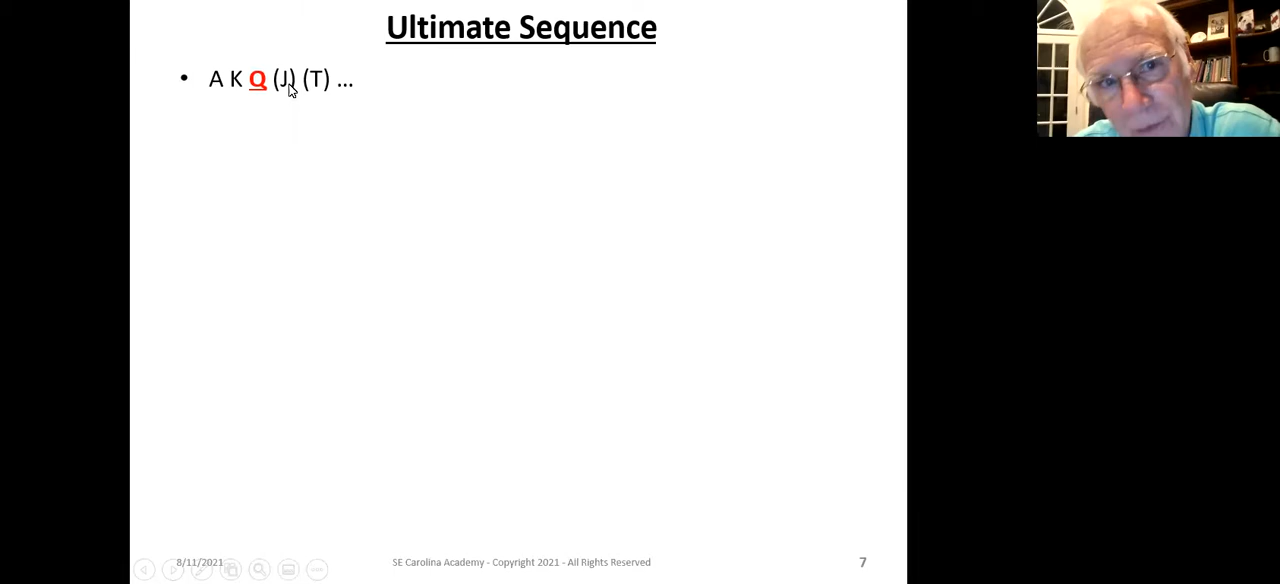 Ultimate Sequence
• A K Q (J) (T) ...
8/11/2021
SE Carolina Academy - Copyright 2021 - All Rights Reserved
7